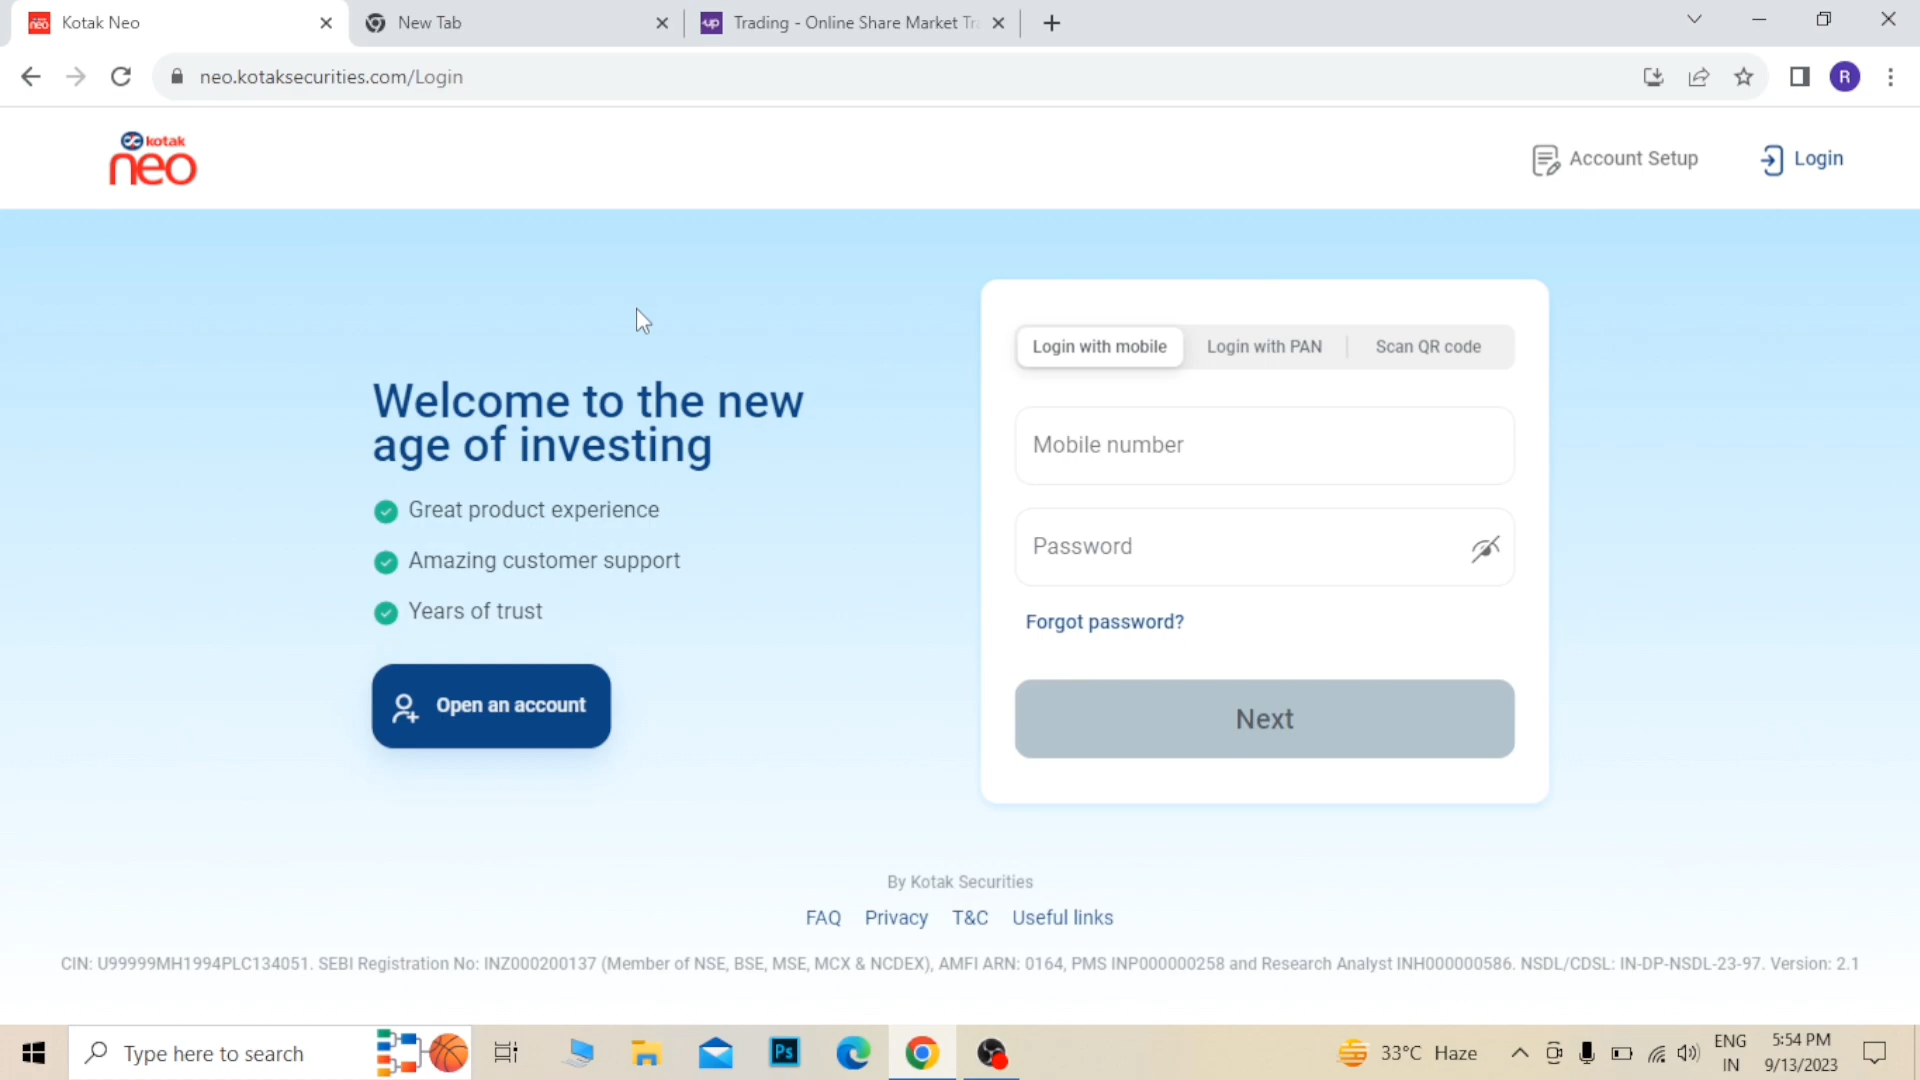 Kotak Neo
New Tab
up
Trading - Online Share Market Tra
neo.kotaksecurities.com/Login
R
kotak
neo
Account Setup
Login
Welcome to the new
age of investing
Great product experience
Amazing customer support
Years of trust
Open an account
Login with mobile
Login with PAN
Scan QR code
Mobile number
Password
Forgot password?
Next
By Kotak Securities
FAQ Privacy T&C Useful links
CIN: U99999MH1994PLC134051. SEBI Registration No: INZ000200137 (Member of NSE, BSE, MSE, MCX & NCDEX), AMFI ARN: 0164, PMS INP000000258 and Research Analyst INH000000586. NSDL/CDSL: IN-DP-NSDL-23-97. Version: 2.1
Type here to search
Ps
33°C Haze
ENG
IN
5:54 PM
9/13/2023